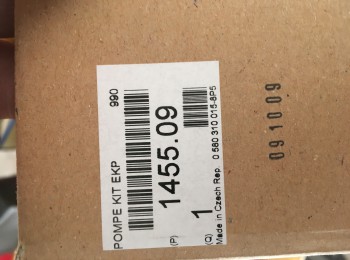 POMPE KIT EKP 990
(P) 1455.09
(Q) 1
Made in Czech Rep. 0 580 310 015-8P5
091009